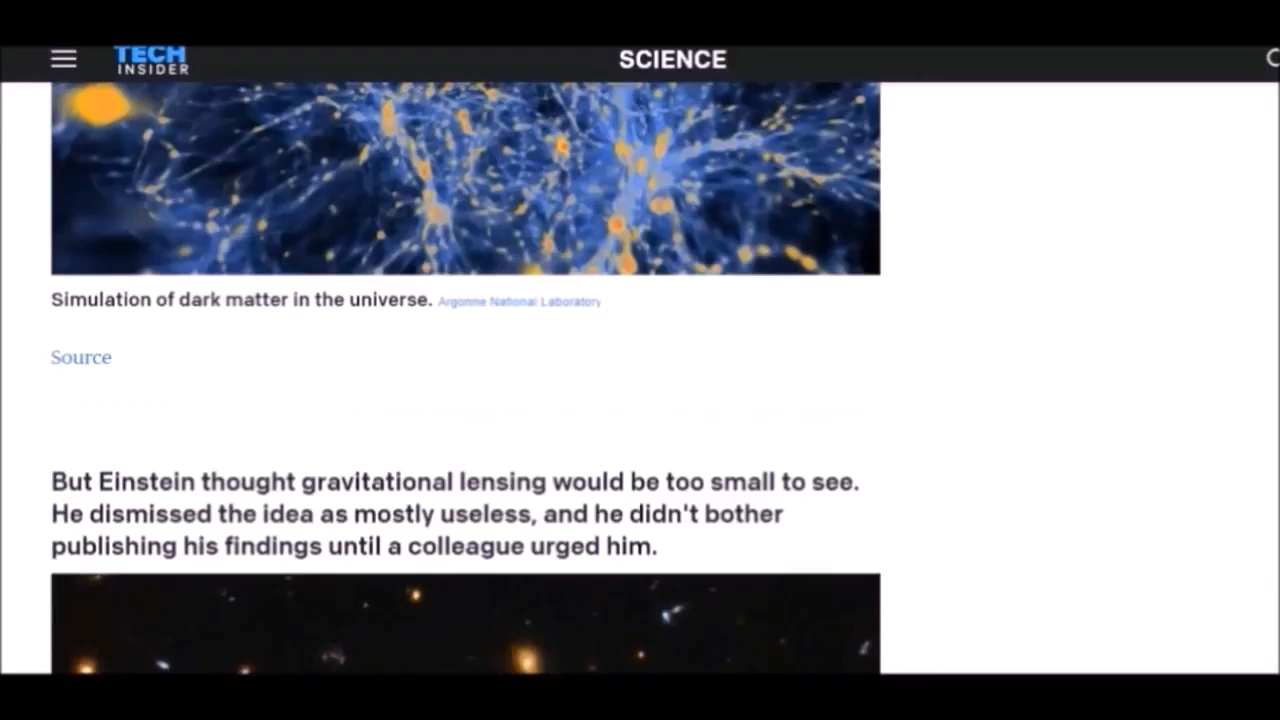 TECH
INSIDER
SCIENCE
Simulation of dark matter in the universe. Argonne National Laboratory
Source
But Einstein thought gravitational lensing would be too small to see.
He dismissed the idea as mostly useless, and he didn't bother
publishing his findings until a colleague urged him.